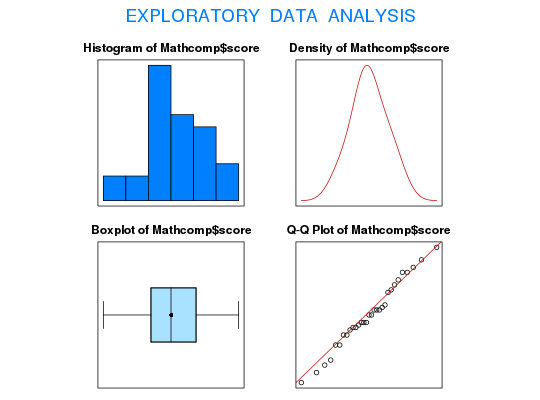 EXPLORATORY DATA ANALYSIS
Histogram of Mathcomp$score
Density of Mathcomp$score
Boxplot of Mathcomp$score
Q-Q Plot of Mathcomp$score